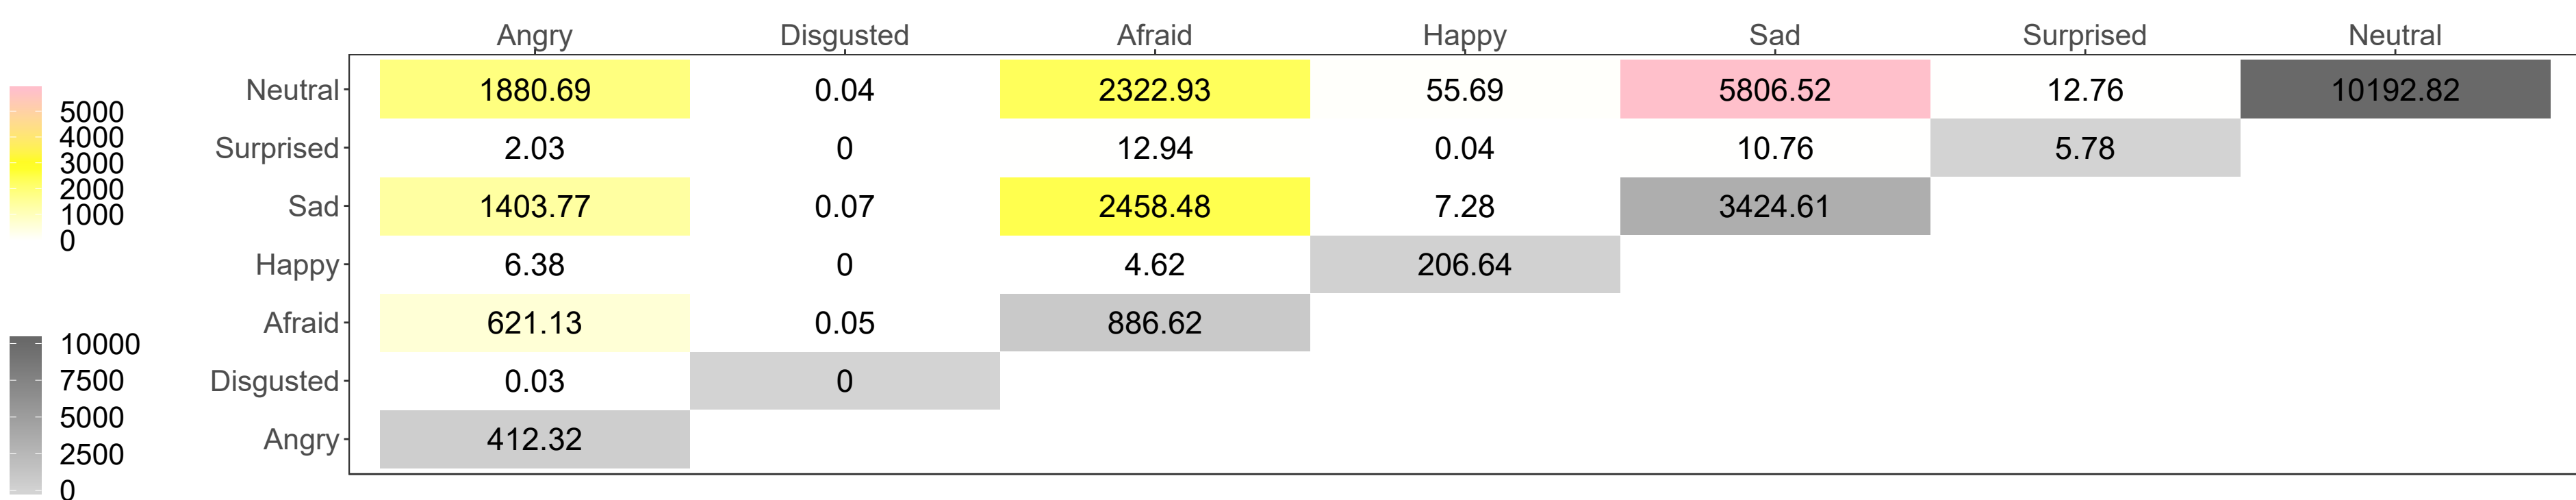 Angry Disgusted Afraid Happy Sad Surprised Neutral
Neutral 1880.69 0.04 2322.93 55.69 5806.52 12.76 10192.82
Surprised 2.03 0 12.94 0.04 10.76 5.78
Sad 1403.77 0.07 2458.48 7.28 3424.61
Happy 6.38 0 4.62 206.64
Afraid 621.13 0.05 886.62
Disgusted 0.03 0
Angry 412.32
5000
4000
3000
2000
1000
0
10000
7500
5000
2500
0